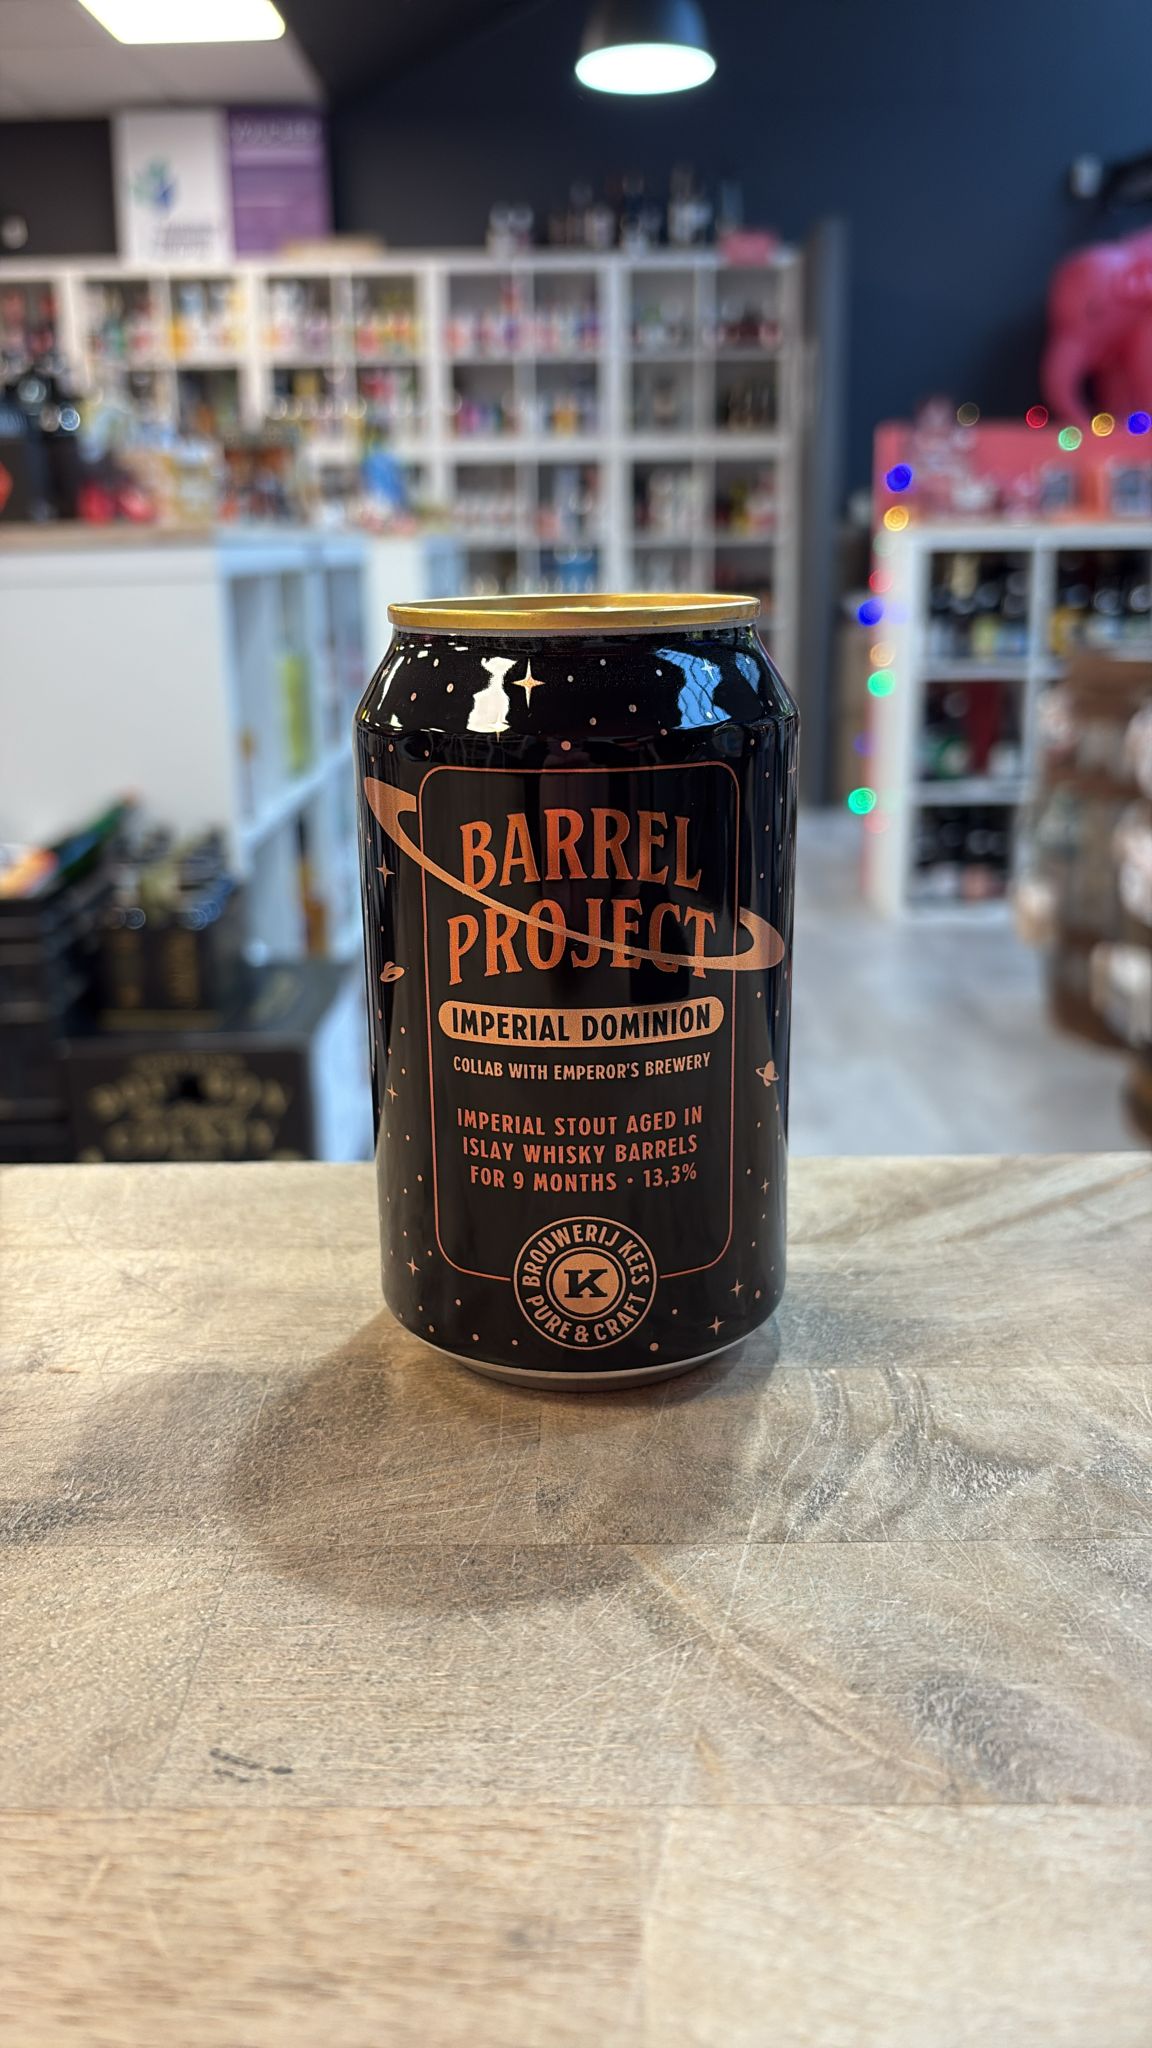 BARREL
PROJECT
IMPERIAL DOMINION
COLLAB WITH EMPEROR'S BREWERY
IMPERIAL STOUT AGED IN
ISLAY WHISKY BARRELS
FOR 9 MONTHS • 13,3%
BROUWERIJ KEES
K
PURE & CRAFT